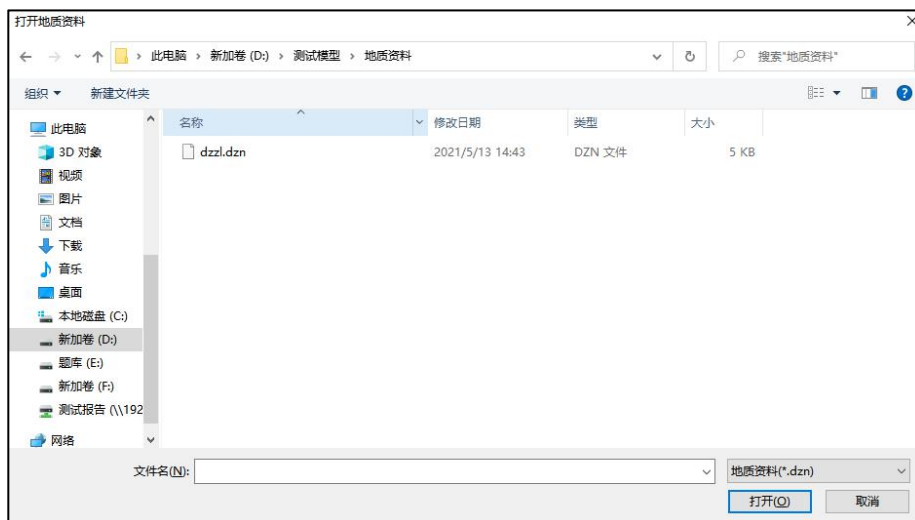 打开地质资料
此电脑 › 新加卷 (D:) › 测试模型 › 地质资料
搜索"地质资料"
组织 新建文件夹
名称 修改日期 类型 大小
dzzl.dzn 2021/5/13 14:43 DZN 文件 5 KB
此电脑
3D 对象
视频
图片
文档
下载
音乐
桌面
本地磁盘 (C:)
新加卷 (D:)
题库 (E:)
新加卷 (F:)
测试报告 (\\192
网络
文件名(N): 地质资料(*.dzn)
打开(O) 取消